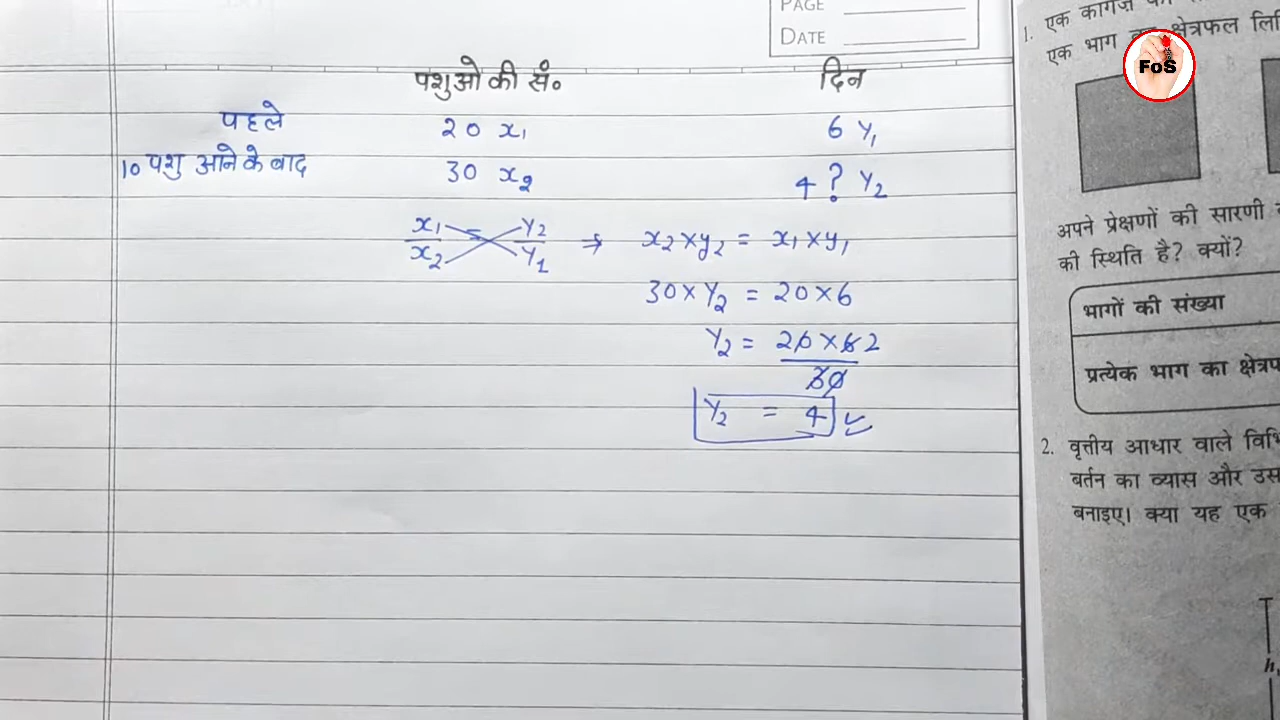 PAGE
DATE
पशुओ की सं० दिन
पहले 20 x₁ 6 Y₁
10 पशु आने के बाद 30 x₂ 4 ? Y₂
x₁/x₂ = Y₂/Y₁ ⇒ x₂ × y₂ = x₁ × y₁
30 × Y₂ = 20 × 6
Y₂ = 20 × 6 2
30
Y₂ = 4
1. एक कागज़
एक भाग का क्षेत्रफल
FoS
अपने प्रेक्षणों की सारणी
की स्थिति है? क्यों?
भागों की संख्या
प्रत्येक भाग का
2. वृत्तीय आधार वाले
बर्तन का व्यास और
बनाइए। क्या यह एक
h